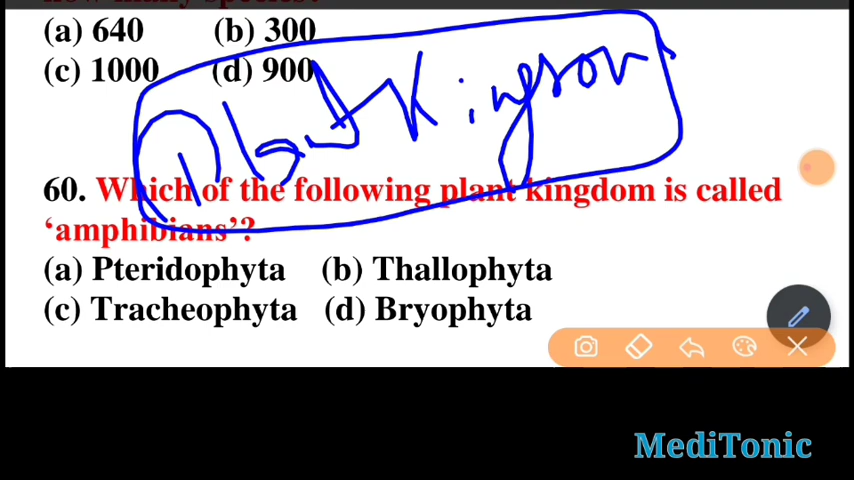 (a) 640 (b) 300
(c) 1000 (d) 900
Plant Kingrom
60. Which of the following plant kingdom is called
‘amphibians’?
(a) Pteridophyta (b) Thallophyta
(c) Tracheophyta (d) Bryophyta
MediTonic